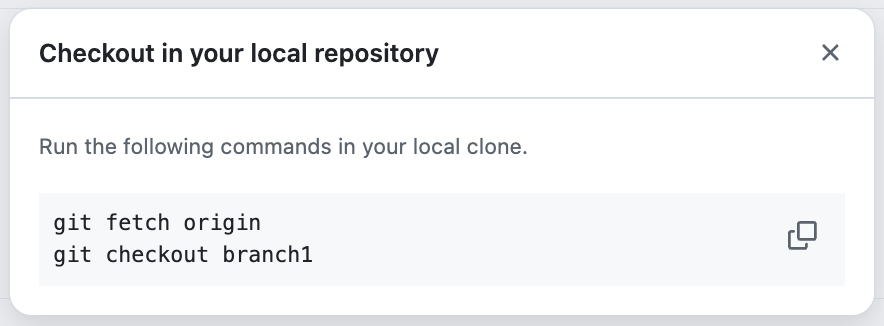 Checkout in your local repository
Run the following commands in your local clone.
git fetch origin
git checkout branch1